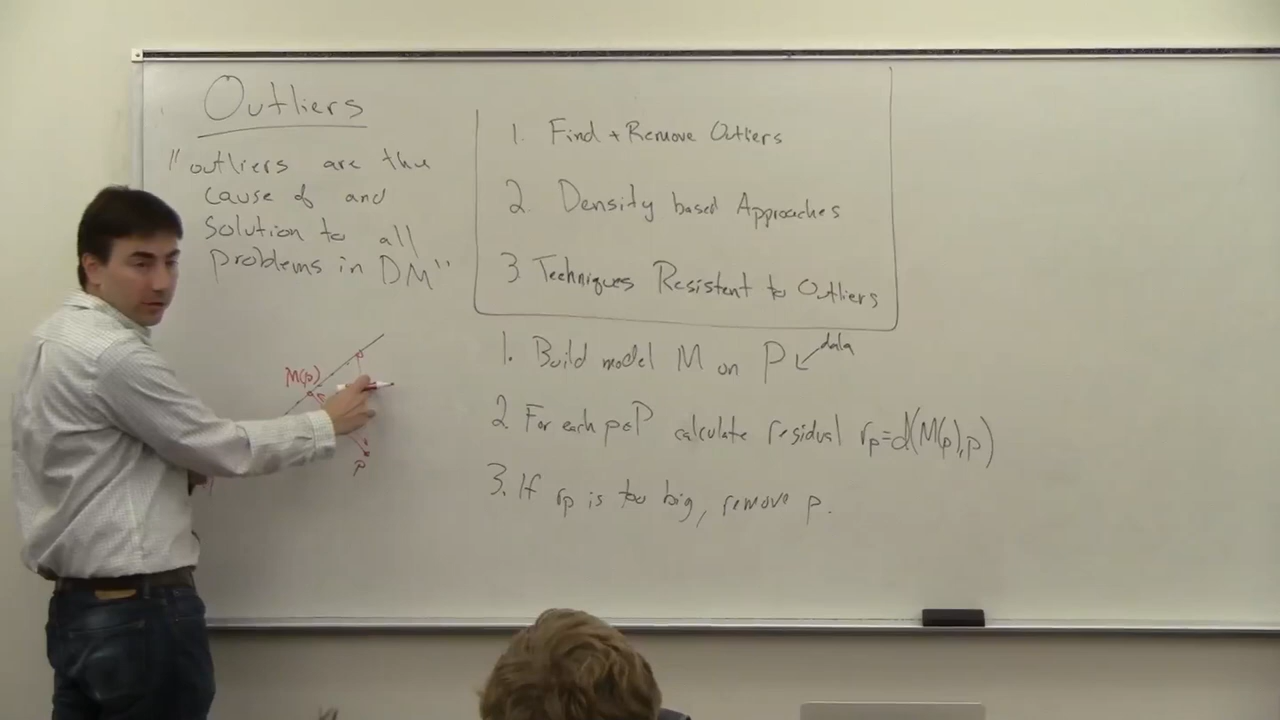 Outliers
"outliers are the
cause of and
solution to all
problems in DM"
1. Find + Remove Outliers
2. Density based Approaches
3. Techniques Resistent to Outliers
1. Build model M on P
data
2 For each p∈P calculate residual rp=d(M(p),p)
3. If rp is too big, remove p.
M(p)
p